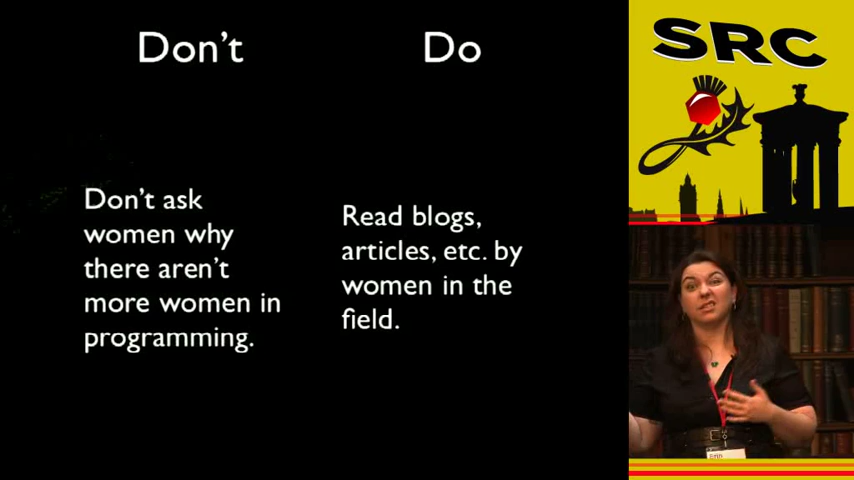 Don't
Do
Don't ask
women why
there aren't
more women in
programming.
Read blogs,
articles, etc. by
women in the
field.
SRC
Erin